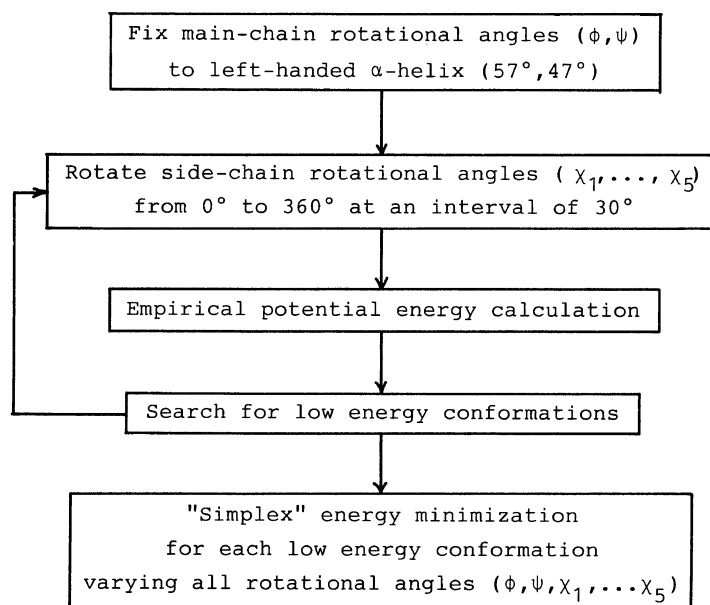 Fix main-chain rotational angles (φ,ψ)
to left-handed α-helix (57°,47°)
Rotate side-chain rotational angles ( χ1,..., χ5)
from 0° to 360° at an interval of 30°
Empirical potential energy calculation
Search for low energy conformations
"Simplex" energy minimization
for each low energy conformation
varying all rotational angles (φ,ψ,χ1,...χ5)